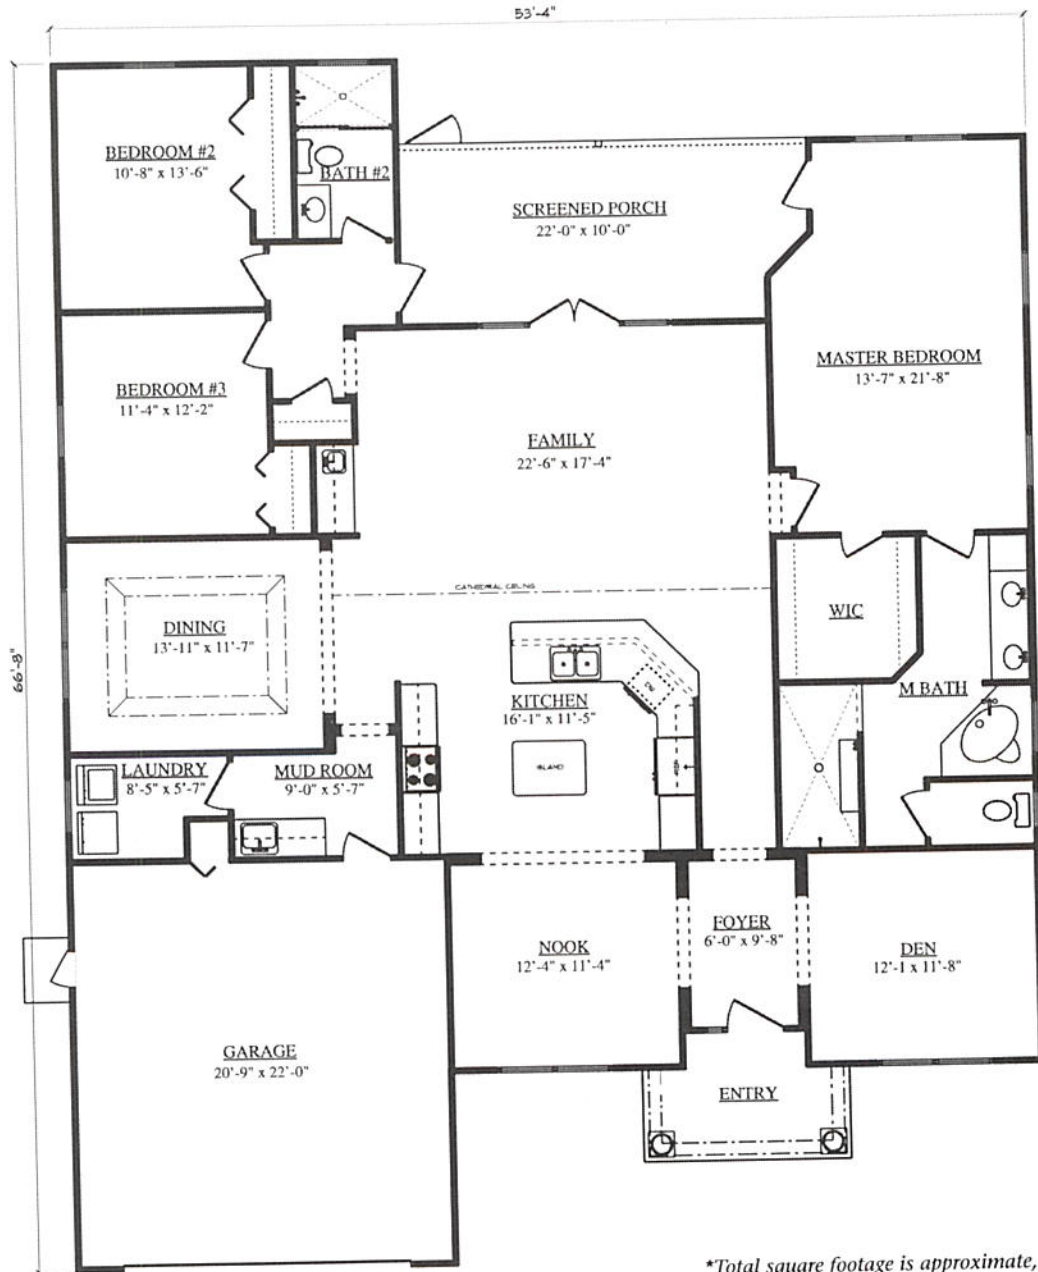 53'-4"
BEDROOM #2
10'-8" x 13'-6"
BATH #2
SCREENED PORCH
22'-0" x 10'-0"
BEDROOM #3
11'-4" x 12'-2"
MASTER BEDROOM
13'-7" x 21'-8"
FAMILY
22'-6" x 17'-4"
CATHEDRAL CEILING
DINING
13'-11" x 11'-7"
WIC
66'-8"
KITCHEN
16'-1" x 11'-5"
DW
M BATH
LAUNDRY
8'-5" x 5'-7"
MUD ROOM
9'-0" x 5'-7"
ISLAND
REF
NOOK
12'-4" x 11'-4"
FOYER
6'-0" x 9'-8"
DEN
12'-1 x 11'-8"
GARAGE
20'-9" x 22'-0"
ENTRY
*Total square footage is approximate,